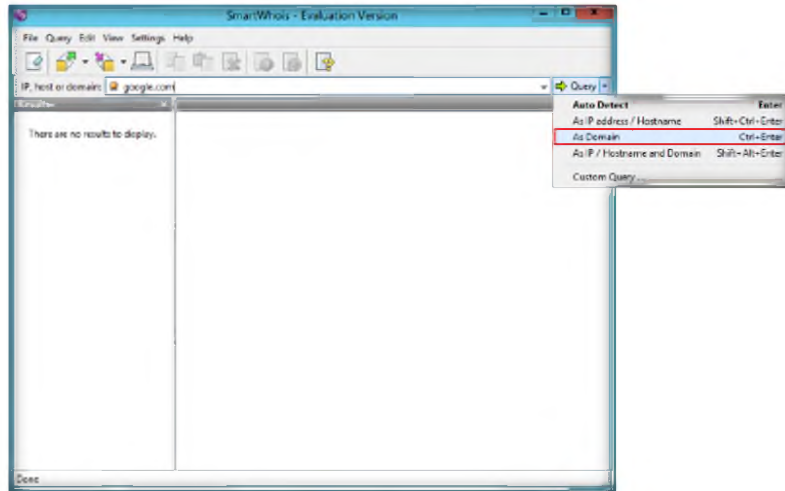 SmartWhois - Evaluation Version
File Query Edit View Settings Help
IP, host or domain: google.com Query
Results
There are no results to display.
Auto Detect Enter
As IP address / Hostname Shift+Ctrl+Enter
As Domain Ctrl+Enter
As IP / Hostname and Domain Shift+Alt+Enter
Custom Query...
Done